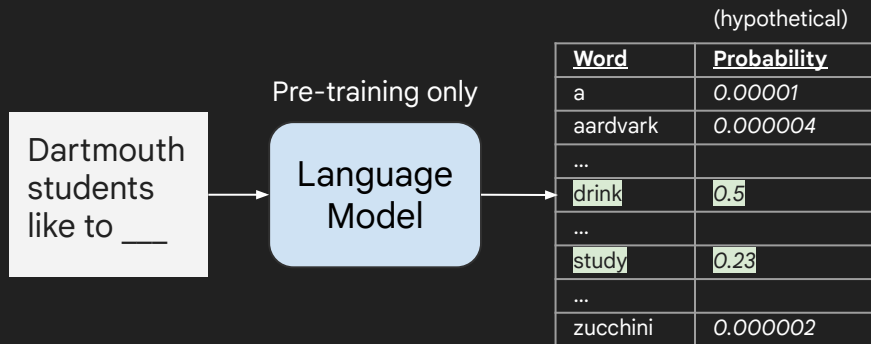 (hypothetical)
Word Probability
a 0.00001
aardvark 0.000004
...
drink 0.5
...
study 0.23
...
zucchini 0.000002
Pre-training only
Language
Model
Dartmouth
students
like to ___